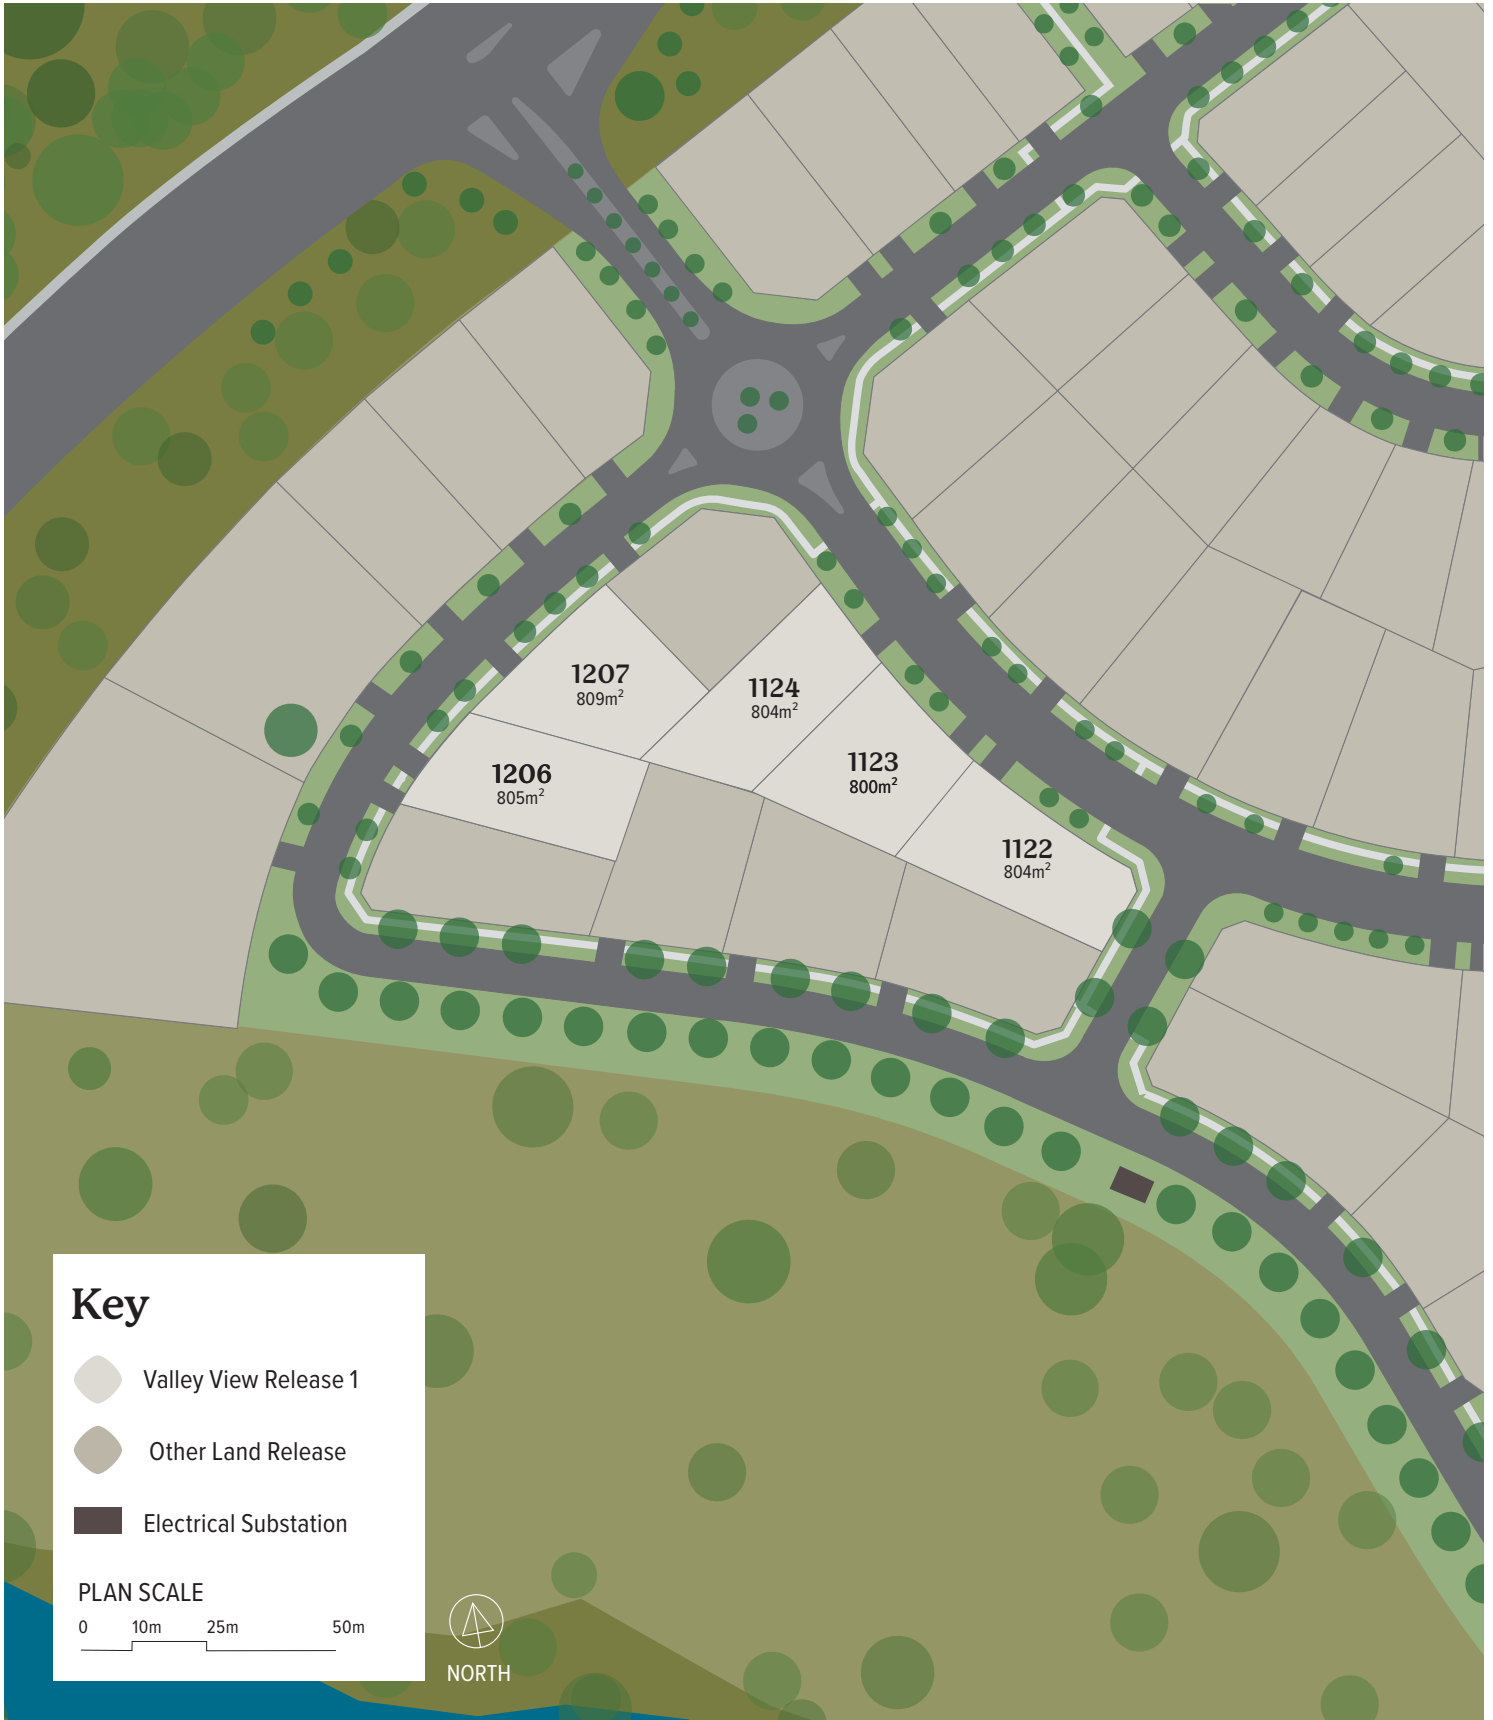 1207
809m²
1124
804m²
1123
800m²
1206
805m²
1122
804m²
Key
Valley View Release 1
Other Land Release
Electrical Substation
PLAN SCALE
0 10m 25m 50m
NORTH